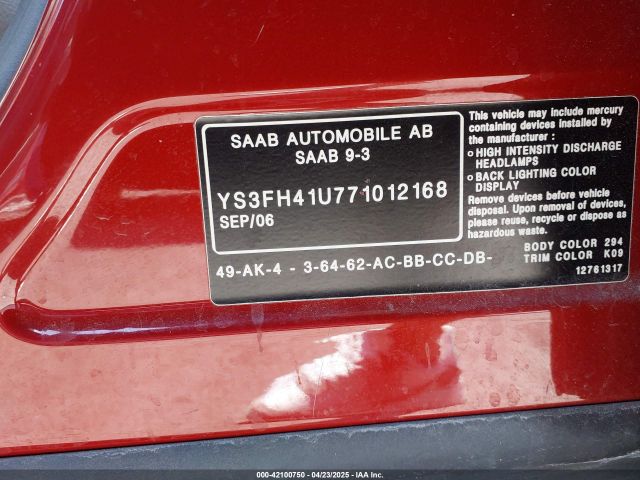 SAAB AUTOMOBILE AB
SAAB 9-3
YS3FH41U771012168
SEP/06
49-AK-4 - 3-64-62-AC-BB-CC-DB-
This vehicle may include mercury
containing devices installed by
the manufacturer :
o HIGH INTENSITY DISCHARGE
HEADLAMPS
o BACK LIGHTING COLOR
DISPLAY
Remove devices before vehicle
disposal. Upon removal of devices,
please reuse, recycle or dispose as
hazardous waste.
BODY COLOR 294
TRIM COLOR K09
12761317
000-42100750 - 04/23/2025 - IAA Inc.